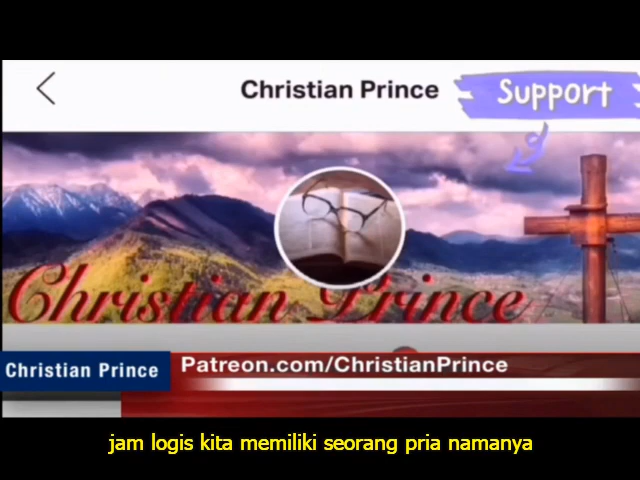 Christian Prince
Support
Christian Prince
Christian Prince
Patreon.com/ChristianPrince
jam logis kita memiliki seorang pria namanya